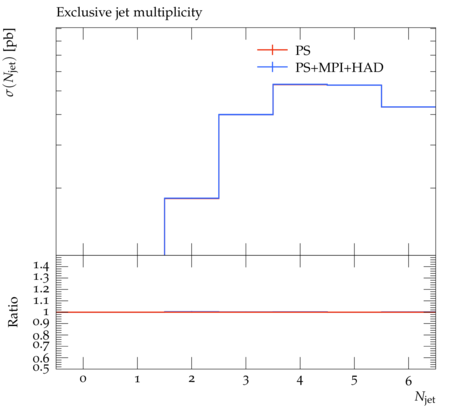 Exclusive jet multiplicity
σ(N_jet) [pb]
PS
PS+MPI+HAD
Ratio
1.4
1.3
1.2
1.1
1
0.9
0.8
0.7
0.6
0.5
0 1 2 3 4 5 6
N_jet